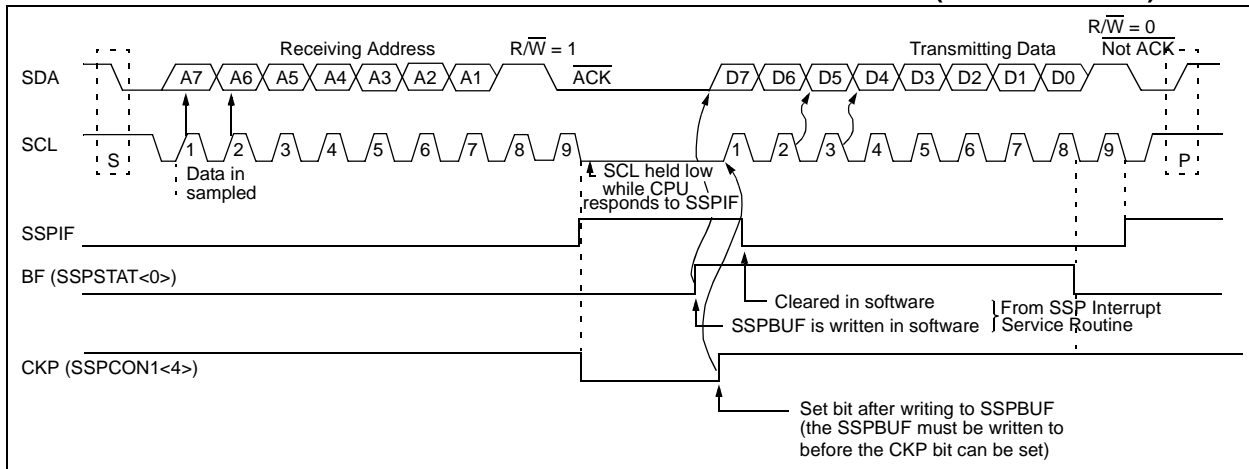 R/W = 0
Receiving Address
R/W = 1
Transmitting Data
Not ACK
SDA
A7 A6 A5 A4 A3 A2 A1
ACK
D7 D6 D5 D4 D3 D2 D1 D0
SCL
S
1 2 3 4 5 6 7 8 9
1 2 3 4 5 6 7 8 9
P
Data in
sampled
SCL held low
while CPU
responds to SSPIF
SSPIF
BF (SSPSTAT<0>)
Cleared in software
SSPBUF is written in software
From SSP Interrupt
Service Routine
CKP (SSPCON1<4>)
Set bit after writing to SSPBUF
(the SSPBUF must be written to
before the CKP bit can be set)